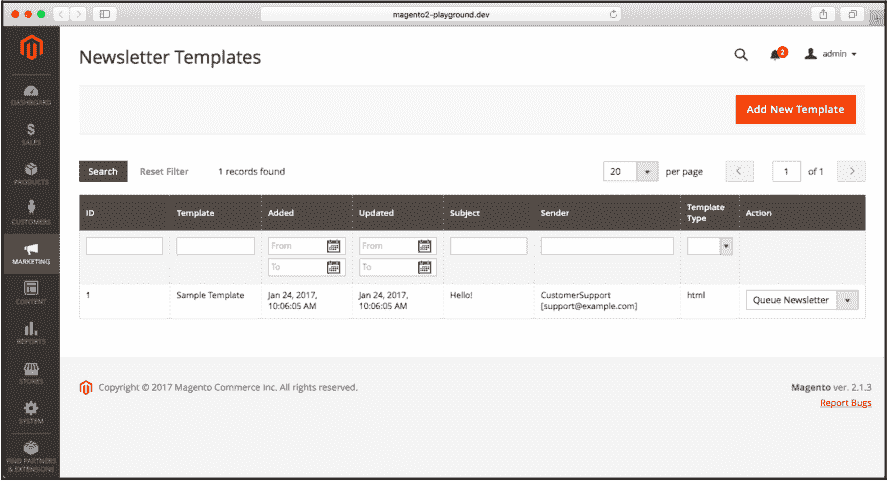 magento2-playground.dev
Newsletter Templates
2
admin
DASHBOARD
Add New Template
SALES
Search Reset Filter 1 records found 20 per page 1 of 1
PRODUCTS
ID Template Added Updated Subject Sender Template Type Action
CUSTOMERS
From From
MARKETING
To To
1 Sample Template Jan 24, 2017, Jan 24, 2017, Hello! CustomerSupport html Queue Newsletter
10:06:05 AM 10:06:05 AM [support@example.com]
CONTENT
REPORTS
STORES
Copyright © 2017 Magento Commerce Inc. All rights reserved. Magento ver. 2.1.3
Report Bugs
SYSTEM
FIND PARTNERS
& EXTENSIONS